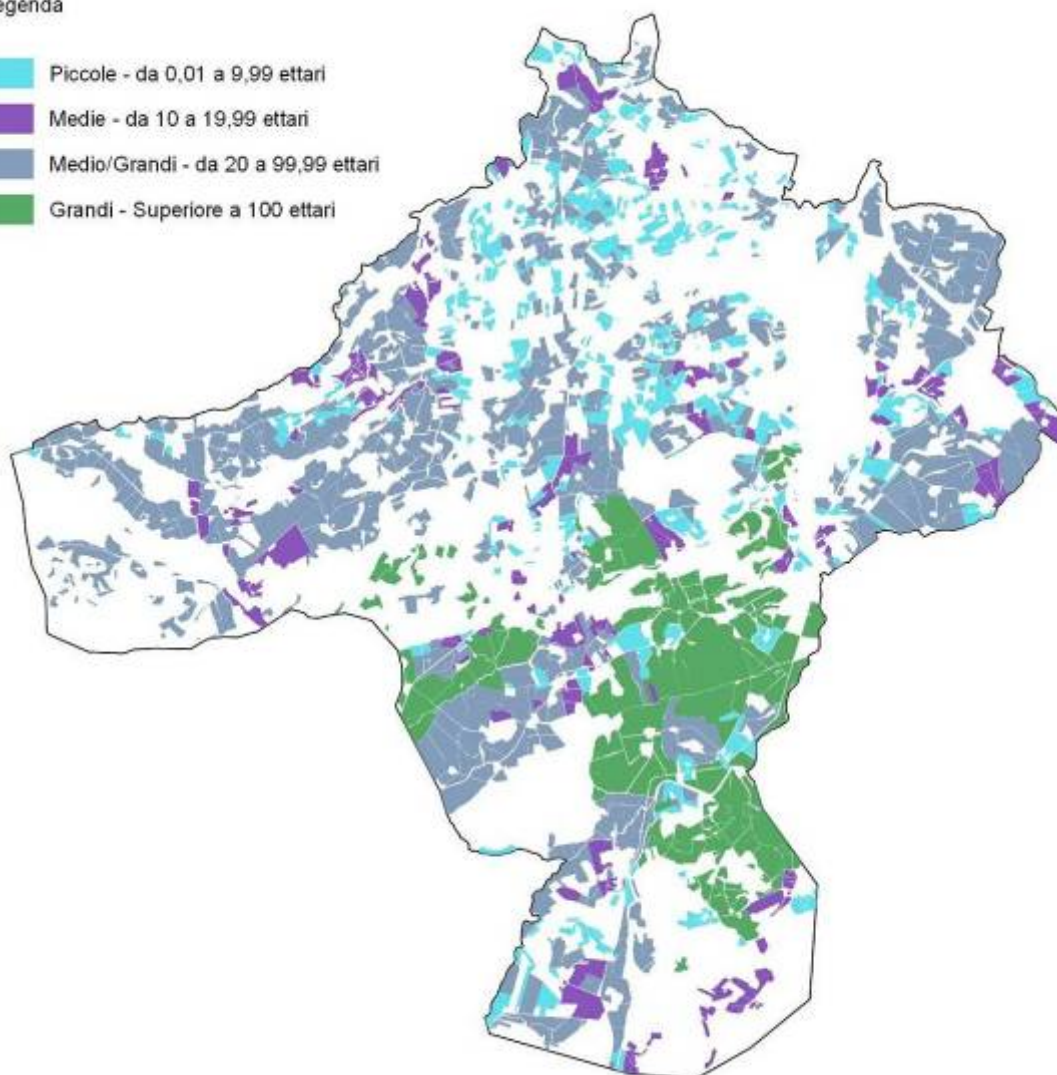 egenda
Piccole - da 0,01 a 9,99 ettari
Medie - da 10 a 19,99 ettari
Medio/Grandi - da 20 a 99,99 ettari
Grandi - Superiore a 100 ettari